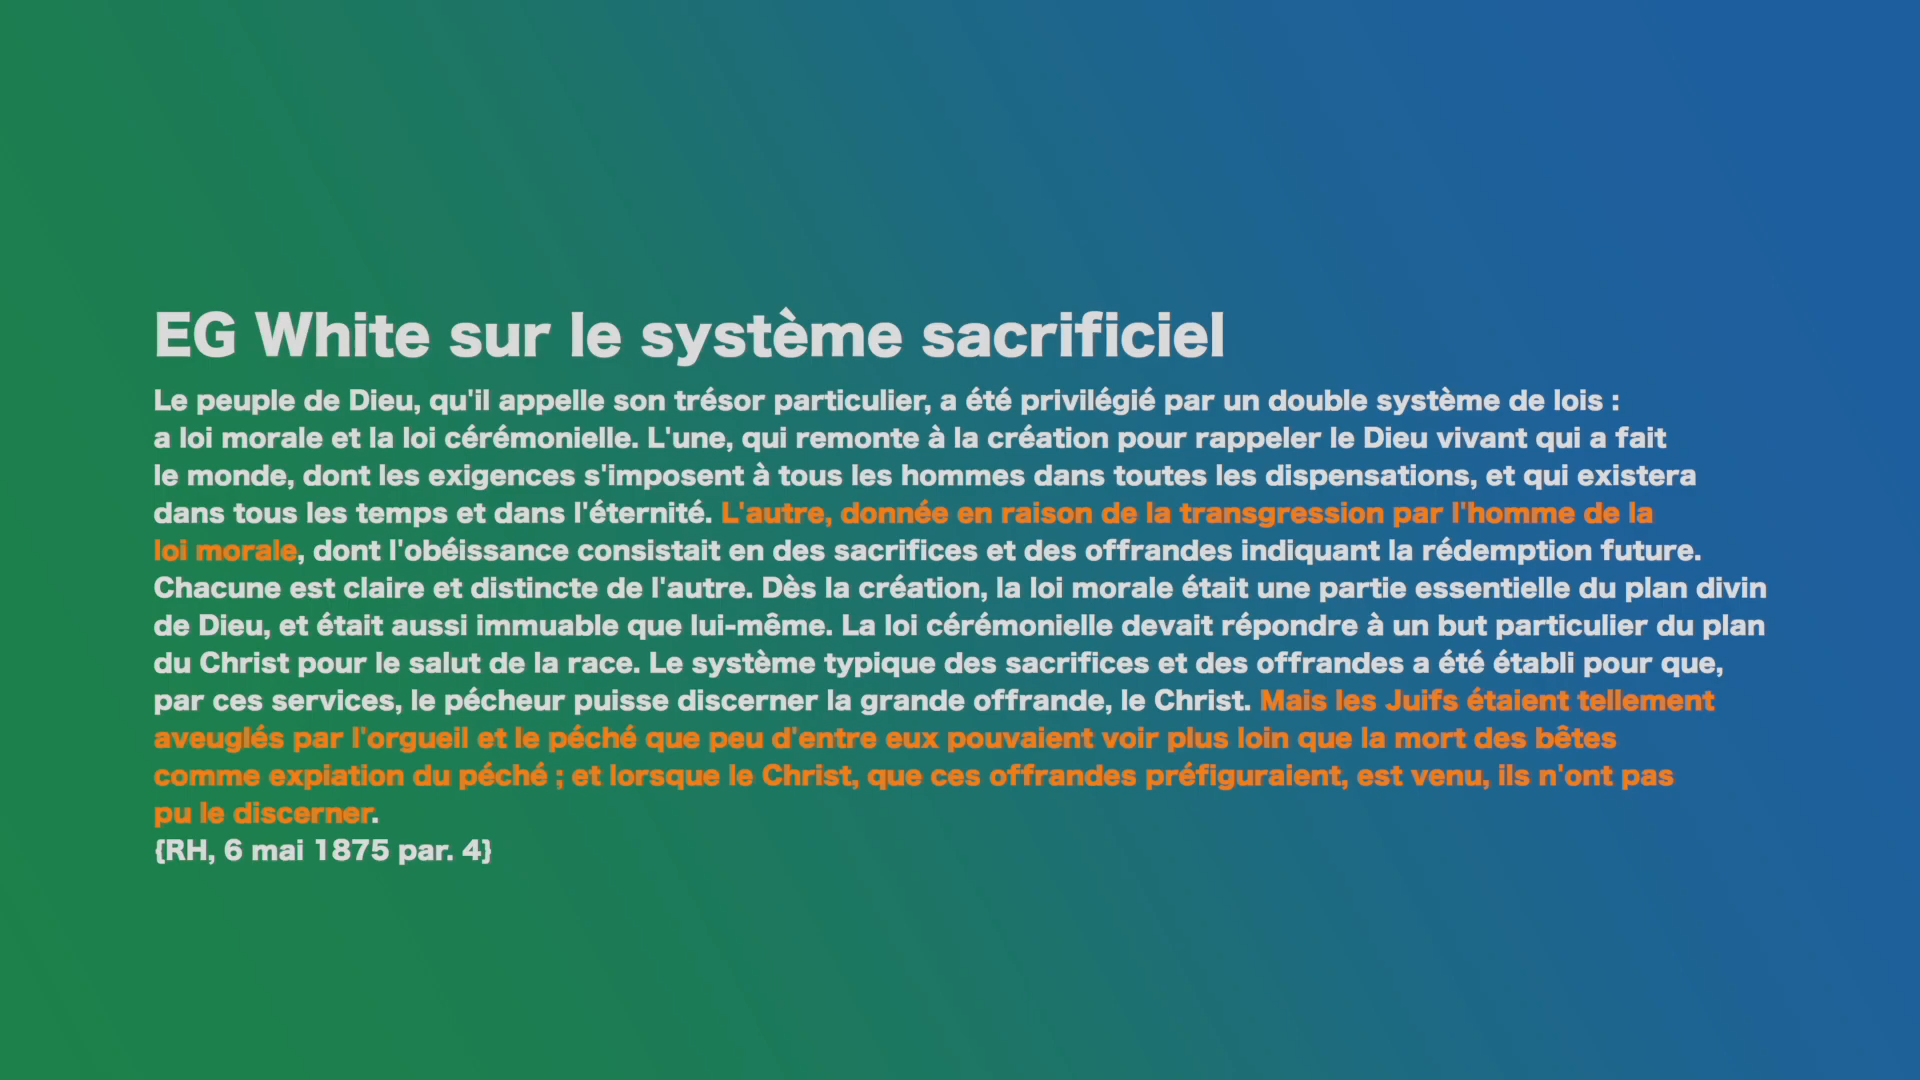 EG White sur le système sacrificiel
Le peuple de Dieu, qu'il appelle son trésor particulier, a été privilégié par un double système de lois :
a loi morale et la loi cérémonielle. L'une, qui remonte à la création pour rappeler le Dieu vivant qui a fait
le monde, dont les exigences s'imposent à tous les hommes dans toutes les dispensations, et qui existera
dans tous les temps et dans l'éternité. L'autre, donnée en raison de la transgression par l'homme de la
loi morale, dont l'obéissance consistait en des sacrifices et des offrandes indiquant la rédemption future.
Chacune est claire et distincte de l'autre. Dès la création, la loi morale était une partie essentielle du plan divin
de Dieu, et était aussi immuable que lui-même. La loi cérémonielle devait répondre à un but particulier du plan
du Christ pour le salut de la race. Le système typique des sacrifices et des offrandes a été établi pour que,
par ces services, le pécheur puisse discerner la grande offrande, le Christ. Mais les Juifs étaient tellement
aveuglés par l'orgueil et le péché que peu d'entre eux pouvaient voir plus loin que la mort des bêtes
comme expiation du péché ; et lorsque le Christ, que ces offrandes préfiguraient, est venu, ils n'ont pas
pu le discerner.
{RH, 6 mai 1875 par. 4}